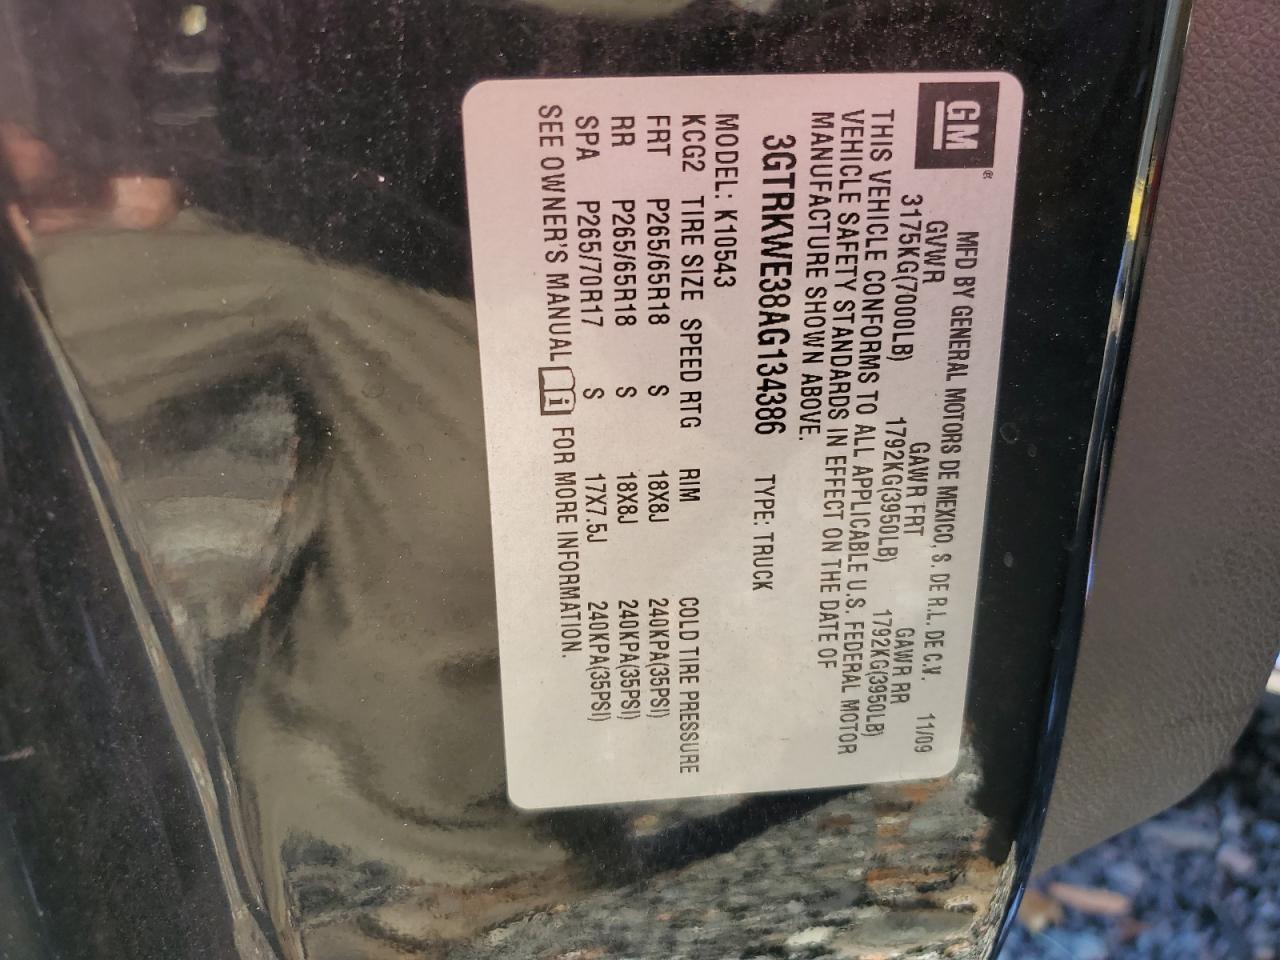 GM®
MFD BY GENERAL MOTORS DE MEXICO, S. DE R.L. DE C.V. 11/09
GVWR GAWR FRT GAWR RR
3175KG(7000LB) 1792KG(3950LB) 1792KG(3950LB)
THIS VEHICLE CONFORMS TO ALL APPLICABLE U.S. FEDERAL MOTOR
VEHICLE SAFETY STANDARDS IN EFFECT ON THE DATE OF
MANUFACTURE SHOWN ABOVE.
3GTRKWE38AG134386 TYPE: TRUCK
MODEL: K10543
KCG2 TIRE SIZE SPEED RTG RIM COLD TIRE PRESSURE
FRT P265/65R18 S 18X8J 240KPA(35PSI)
RR P265/65R18 S 18X8J 240KPA(35PSI)
SPA P265/70R17 S 17X7.5J 240KPA(35PSI)
SEE OWNER'S MANUAL i FOR MORE INFORMATION.